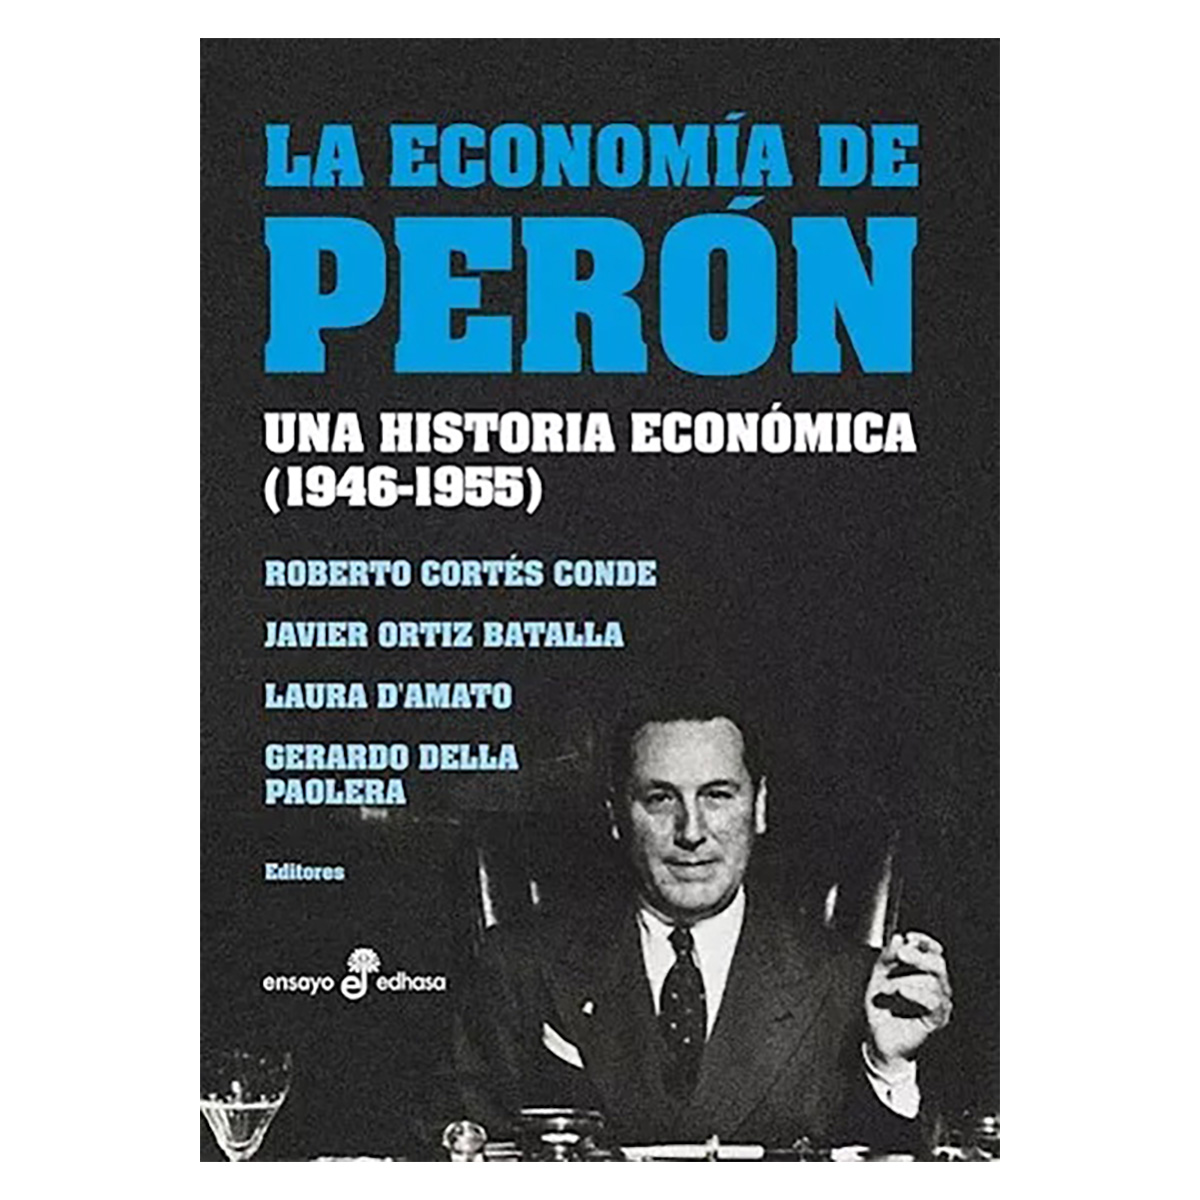 LA ECONOMÍA DE
PERÓN
UNA HISTORIA ECONÓMICA
(1946-1955)
ROBERTO CORTÉS CONDE
JAVIER ORTIZ BATALLA
LAURA D'AMATO
GERARDO DELLA
PAOLERA
Editores
ensayo edhasa